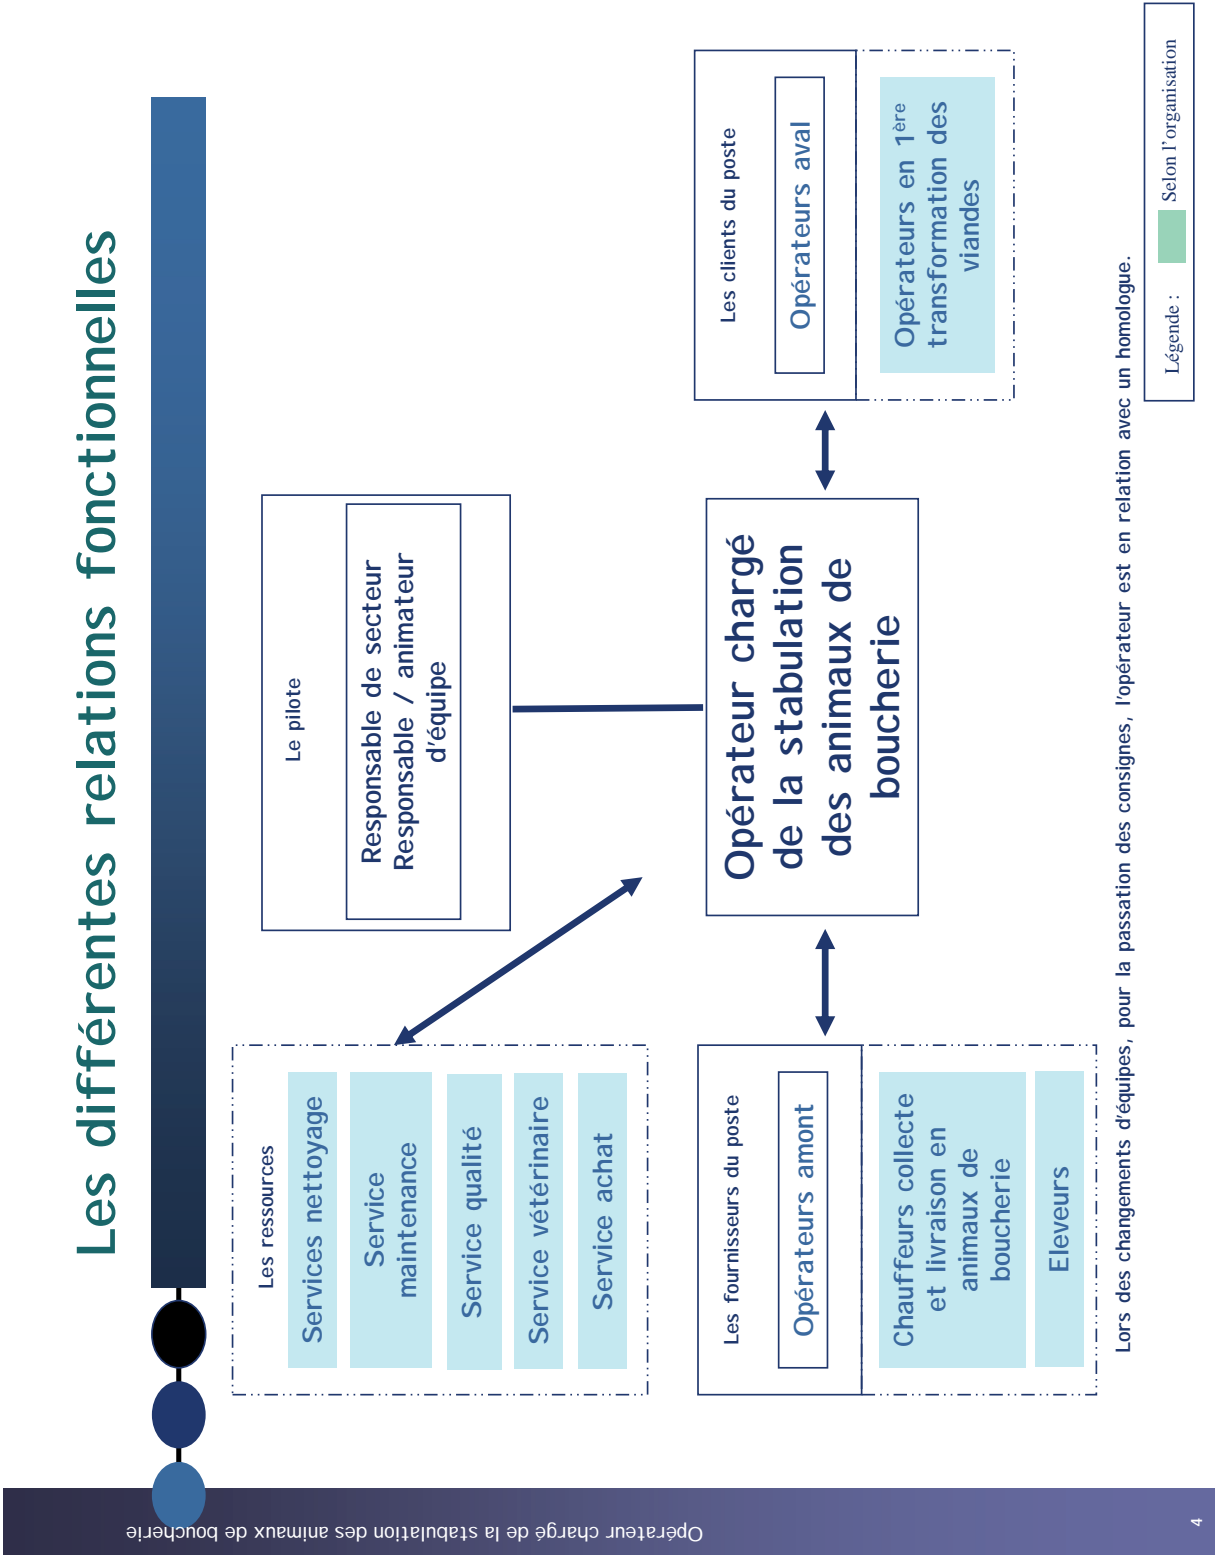 Les différentes relations fonctionnelles
Le pilote
Responsable de secteur
Responsable / animateur
d'équipe
Les ressources
Services nettoyage
Service
maintenance
Service qualité
Service vétérinaire
Service achat
Les fournisseurs du poste
Opérateurs amont
Chauffeurs collecte
et livraison en
animaux de
boucherie
Eleveurs
Opérateur chargé
de la stabulation
des animaux de
boucherie
Les clients du poste
Opérateurs aval
Opérateurs en 1ère
transformation des
viandes
Lors des changements d'équipes, pour la passation des consignes, l'opérateur est en relation avec un homologue.
Légende : Selon l'organisation
Opérateur chargé de la stabulation des animaux de boucherie
4